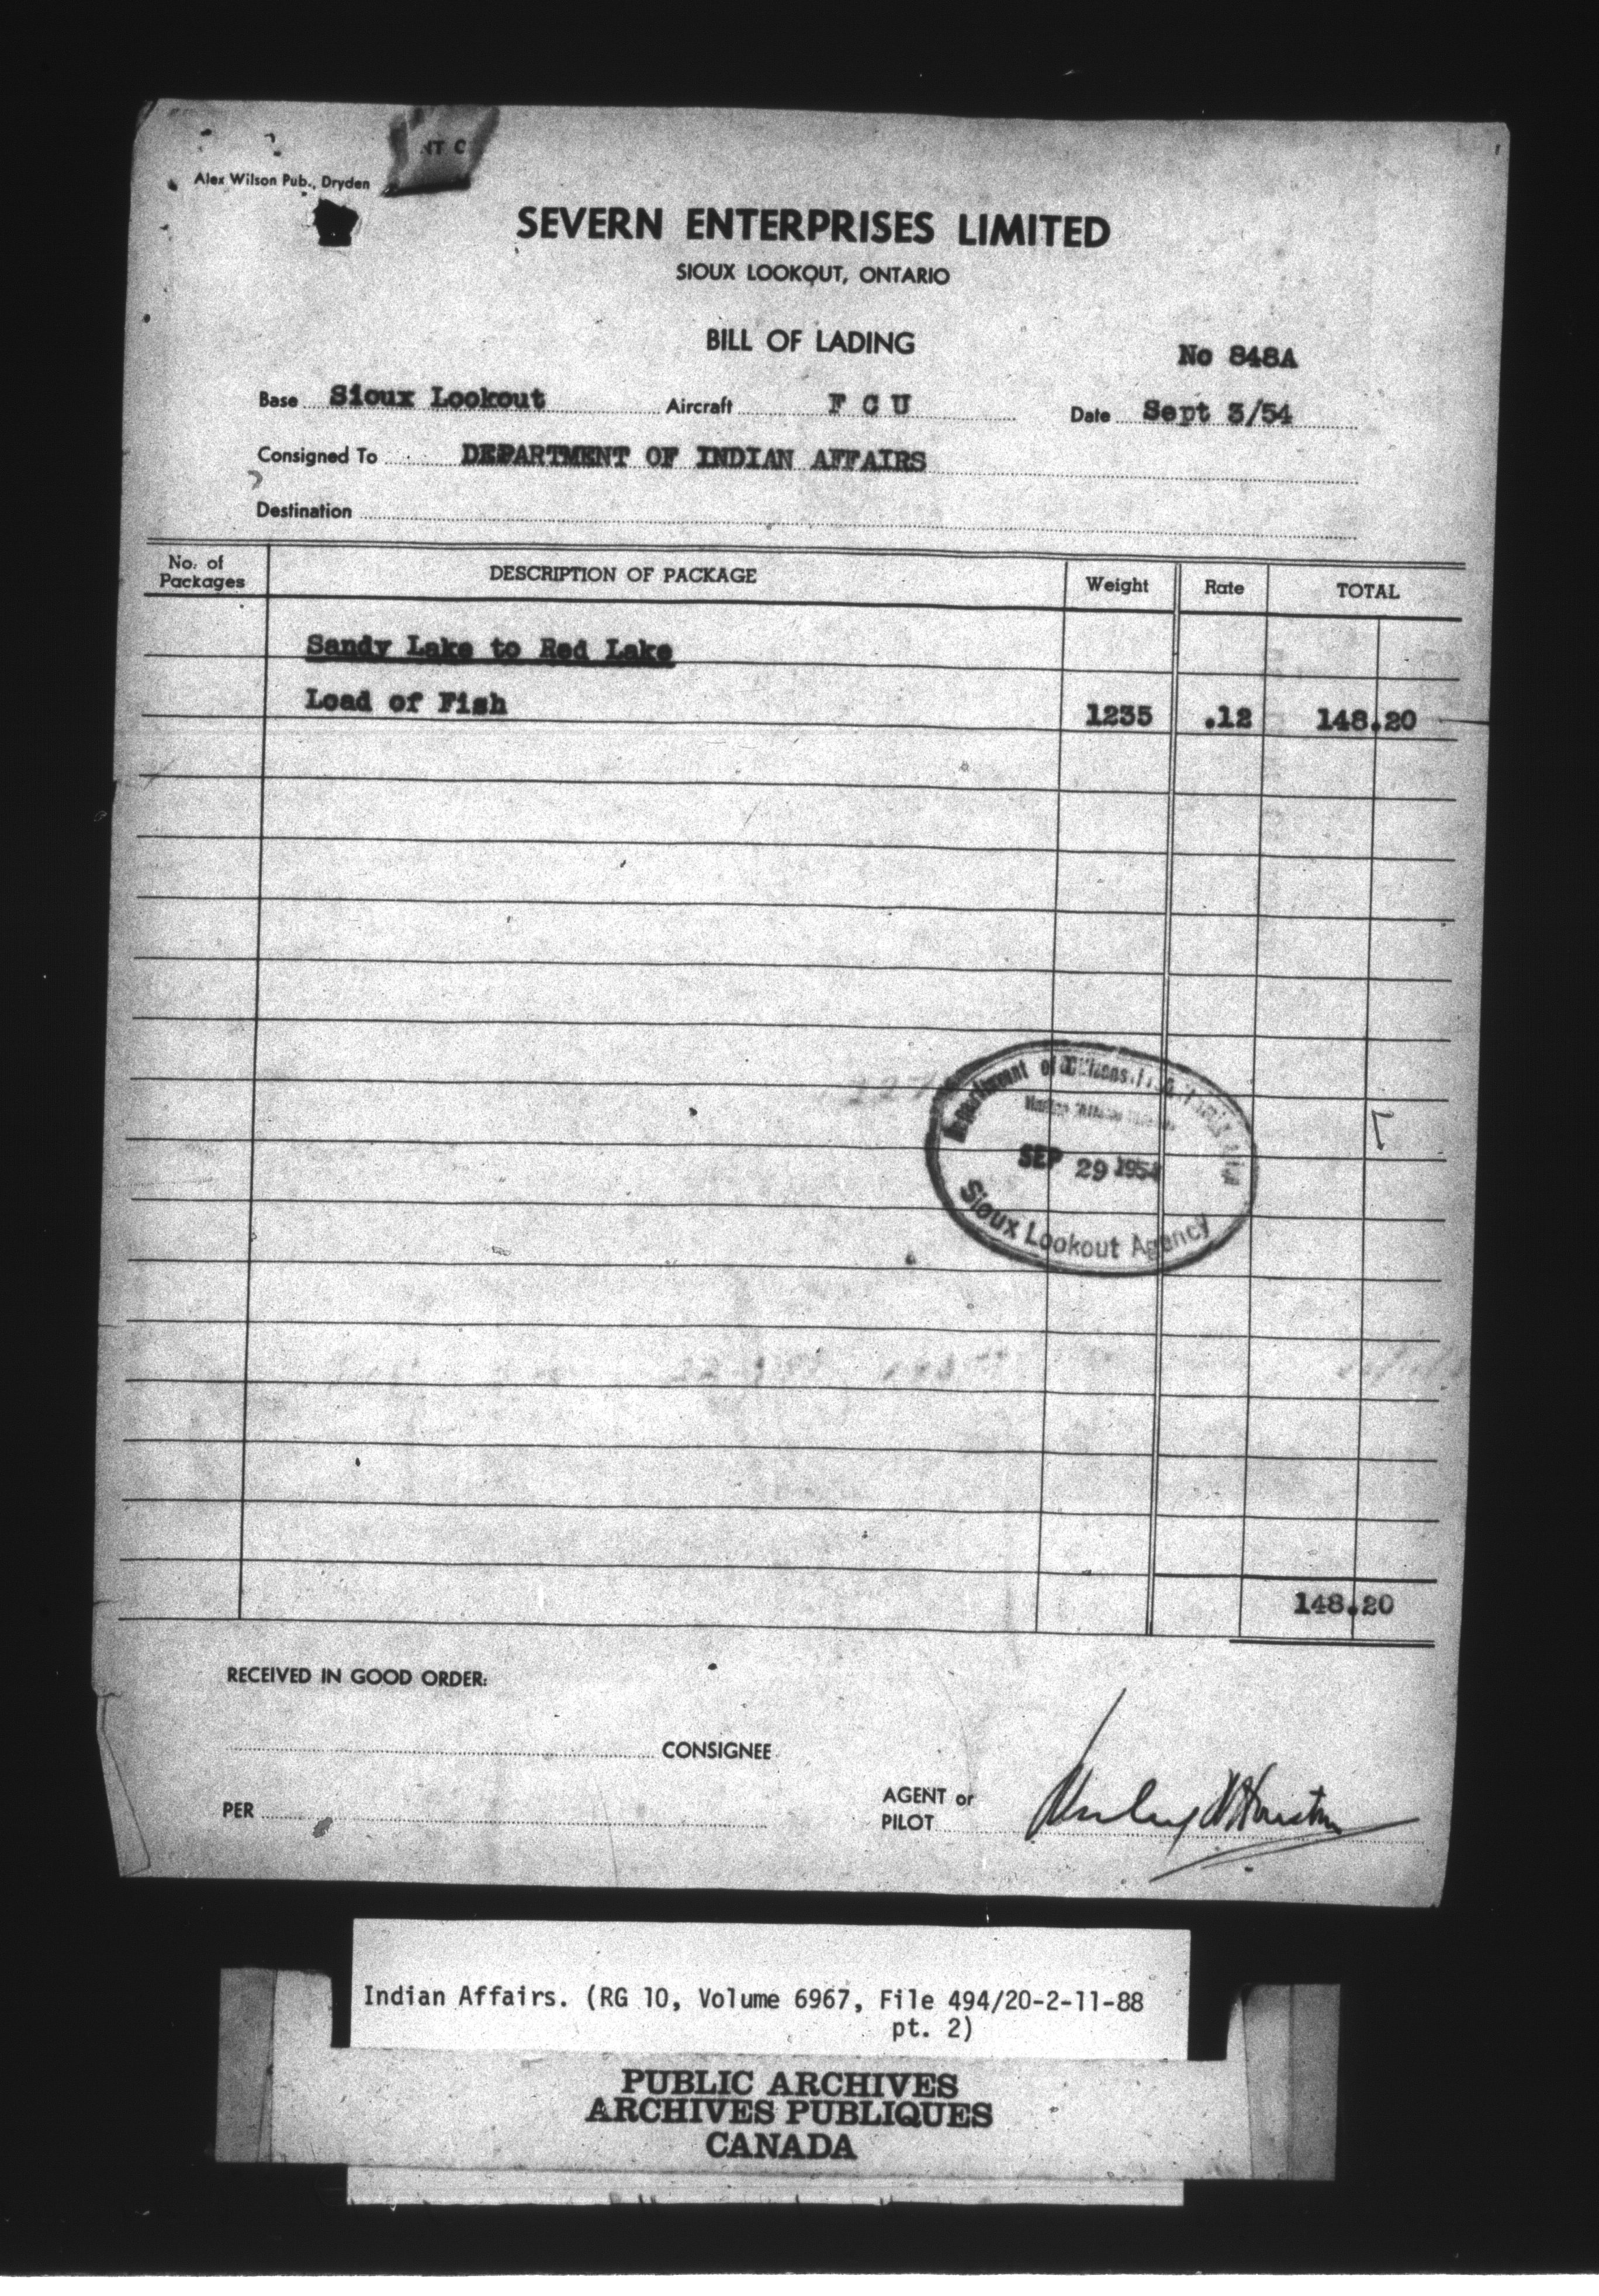 NT C
Alex Wilson Pub., Dryden
SEVERN ENTERPRISES LIMITED
SIOUX LOOKOUT, ONTARIO
BILL OF LADING
No 848A
Base Sioux Lookout Aircraft F C U Date Sept 3/54
Consigned To DEPARTMENT OF INDIAN AFFAIRS
Destination
No. of Packages DESCRIPTION OF PACKAGE Weight Rate TOTAL
Sandy Lake to Red Lake
Load of Fish 1235 .12 148.20
Department of
SEP 29 1954
Sioux Lookout Agency
148.20
RECEIVED IN GOOD ORDER:
CONSIGNEE
PER
AGENT or
PILOT
Indian Affairs. (RG 10, Volume 6967, File 494/20-2-11-88
pt. 2)
PUBLIC ARCHIVES
ARCHIVES PUBLIQUES
CANADA